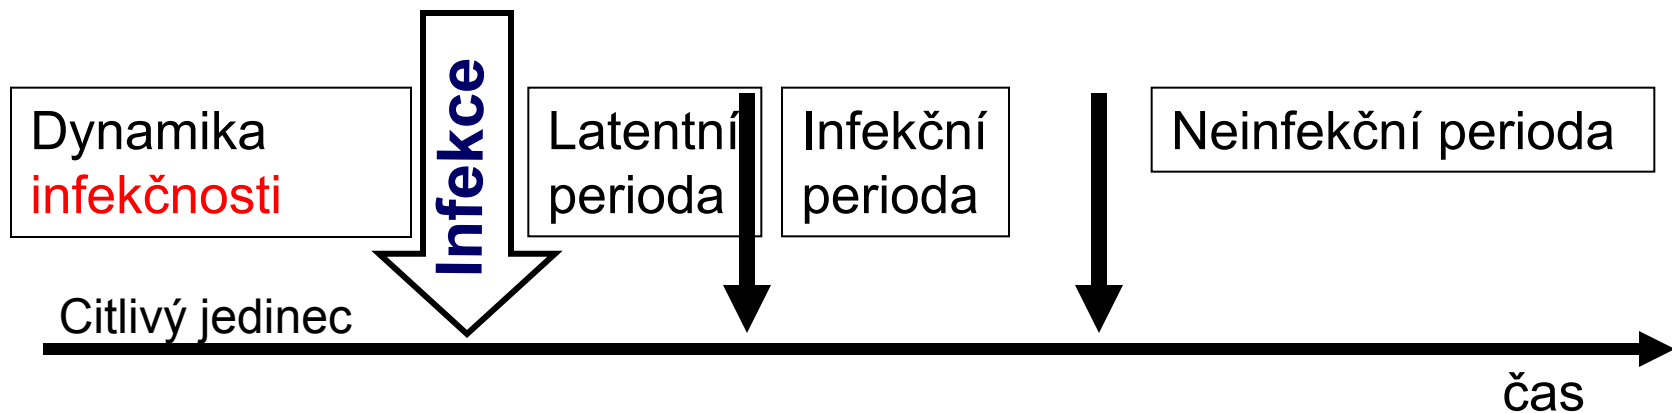 Dynamika
infekčnosti
Infekce
Latentní
perioda
Infekční
perioda
Neinfekční perioda
Citlivý jedinec
čas